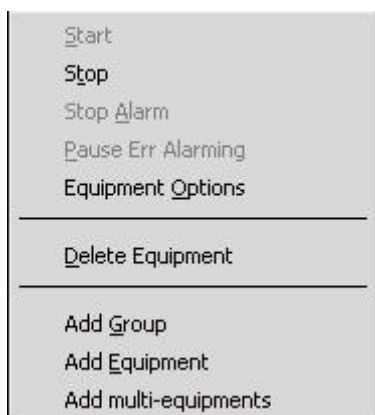 Start
Stop
Stop Alarm
Pause Err Alarming
Equipment Options
Delete Equipment
Add Group
Add Equipment
Add multi-equipments